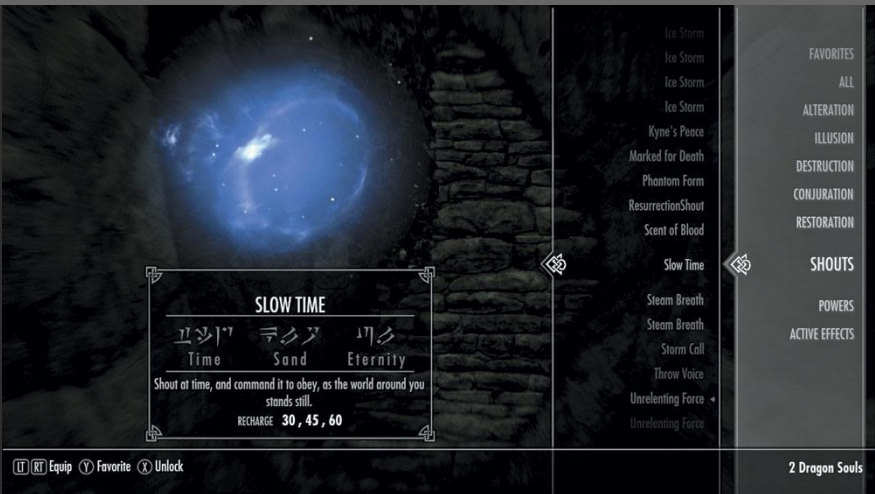 Ice Storm
Ice Storm
Ice Storm
Ice Storm
Kyne's Peace
Marked for Death
Phantom Form
ResurrectionShout
Scent of Blood
Slow Time
Steam Breath
Steam Breath
Storm Call
Throw Voice
Unrelenting Force
Unrelenting Force
FAVORITES
ALL
ALTERATION
ILLUSION
DESTRUCTION
CONJURATION
RESTORATION
SHOUTS
POWERS
ACTIVE EFFECTS
SLOW TIME
Time Sand Eternity
Shout at time, and command it to obey, as the world around you
stands still.
RECHARGE 30, 45, 60
LT RT Equip Y Favorite X Unlock
2 Dragon Souls